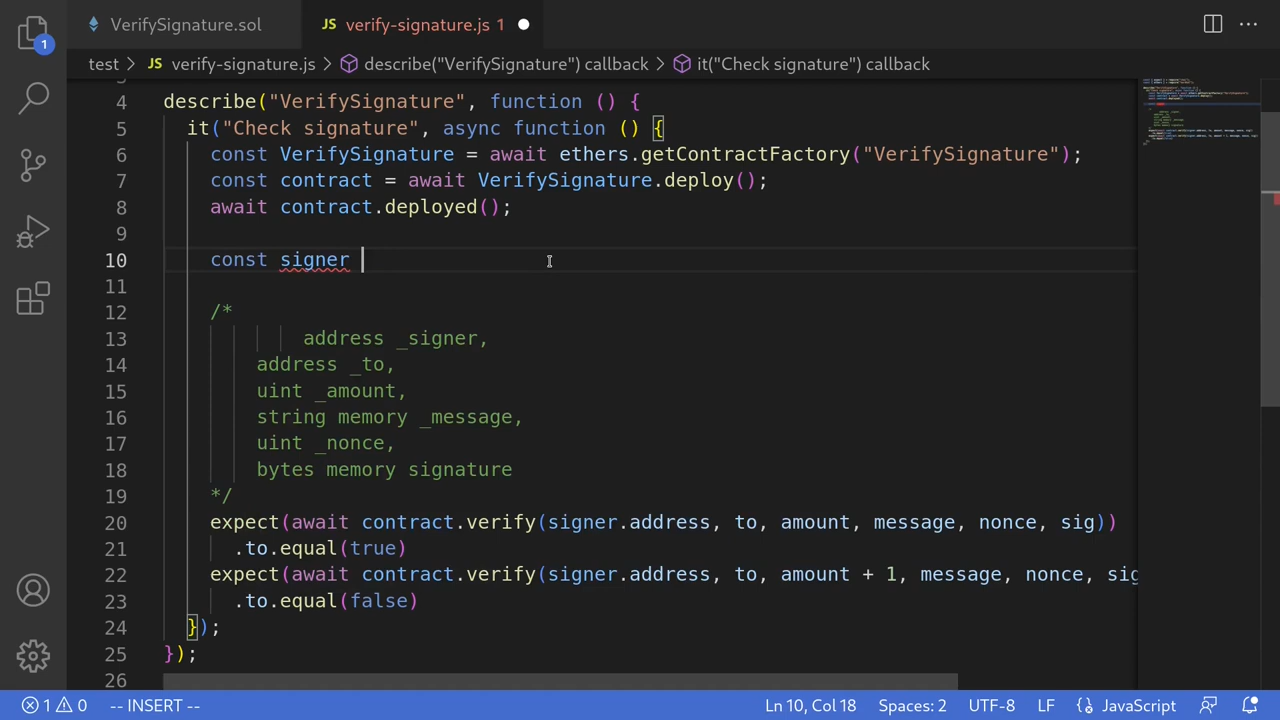 VerifySignature.sol
JS verify-signature.js 1
test > JS verify-signature.js > describe("VerifySignature") callback > it("Check signature") callback
1
4 describe("VerifySignature", function () {
5 it("Check signature", async function () {
6 const VerifySignature = await ethers.getContractFactory("VerifySignature");
7 const contract = await VerifySignature.deploy();
8 await contract.deployed();
9
10 const signer
11
12 /*
13 address _signer,
14 address _to,
15 uint _amount,
16 string memory _message,
17 uint _nonce,
18 bytes memory signature
19 */
20 expect(await contract.verify(signer.address, to, amount, message, nonce, sig))
21 .to.equal(true)
22 expect(await contract.verify(signer.address, to, amount + 1, message, nonce, sig
23 .to.equal(false)
24 });
25 });
26
1 0 -- INSERT -- Ln 10, Col 18 Spaces: 2 UTF-8 LF {} JavaScript